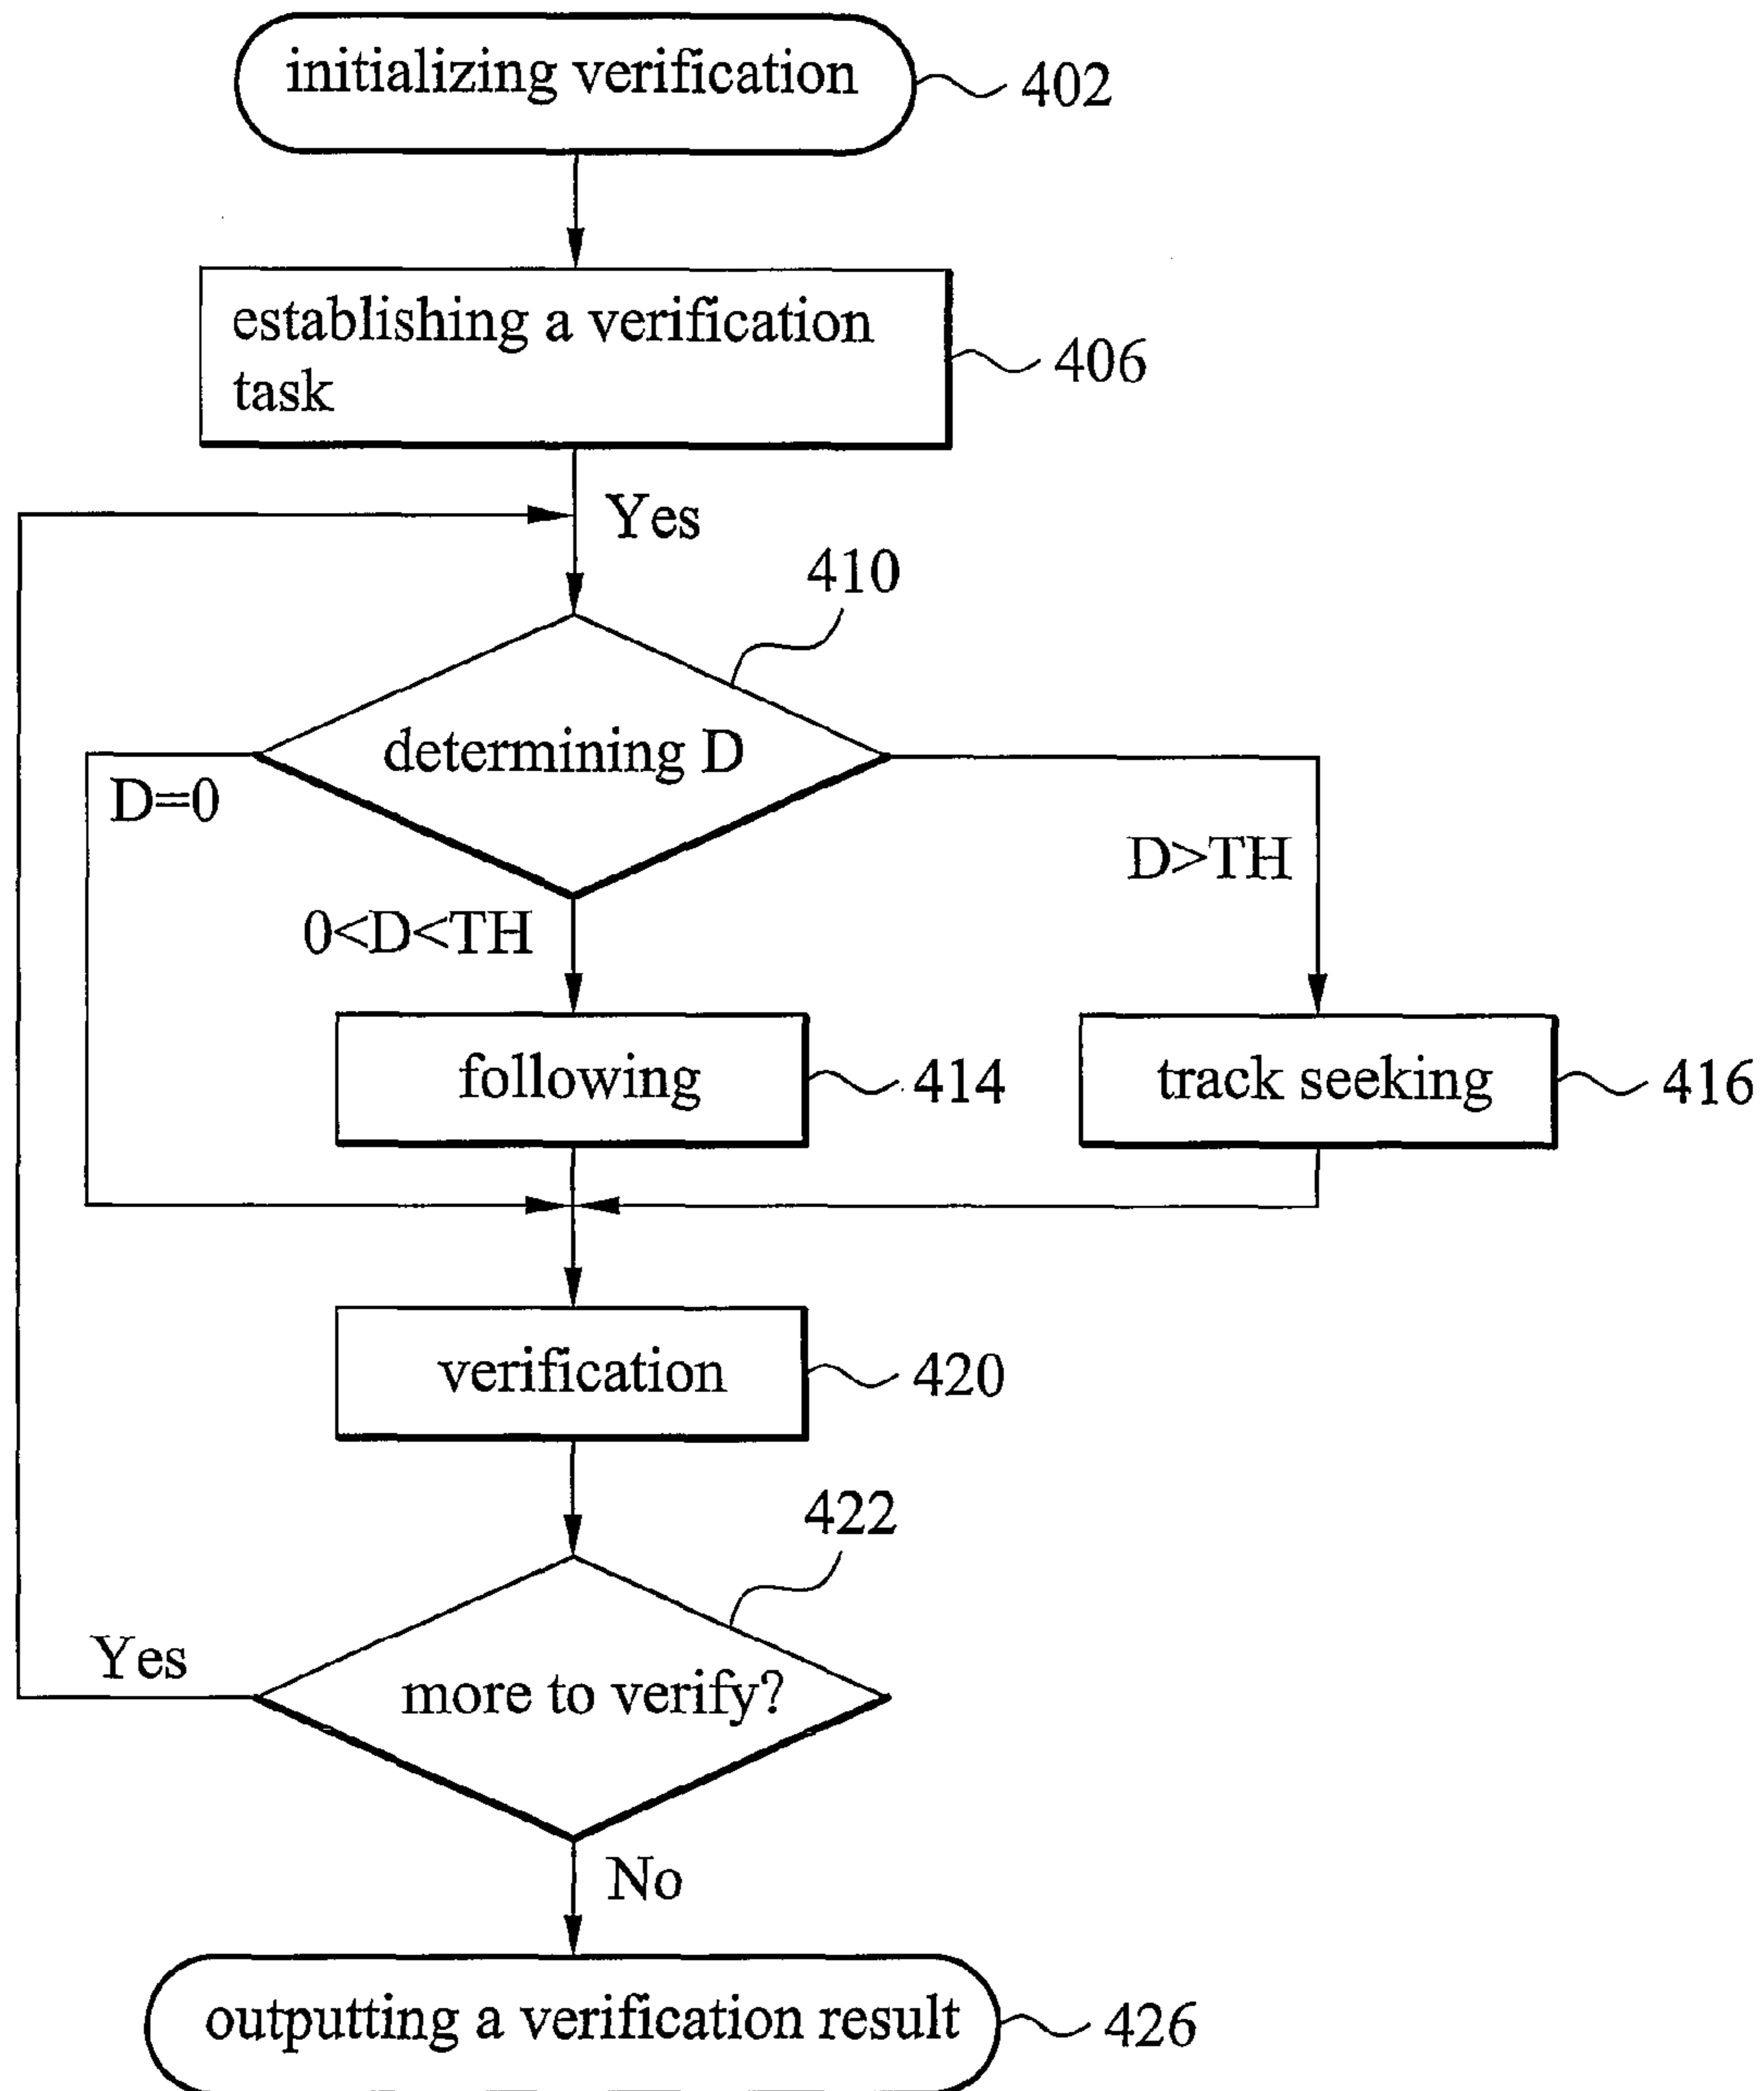 initializing verification
402
establishing a verification
task
406
Yes
410
determining D
D=0
D>TH
0<D<TH
following
414
track seeking
416
verification
420
422
Yes
more to verify?
No
outputting a verification result
426